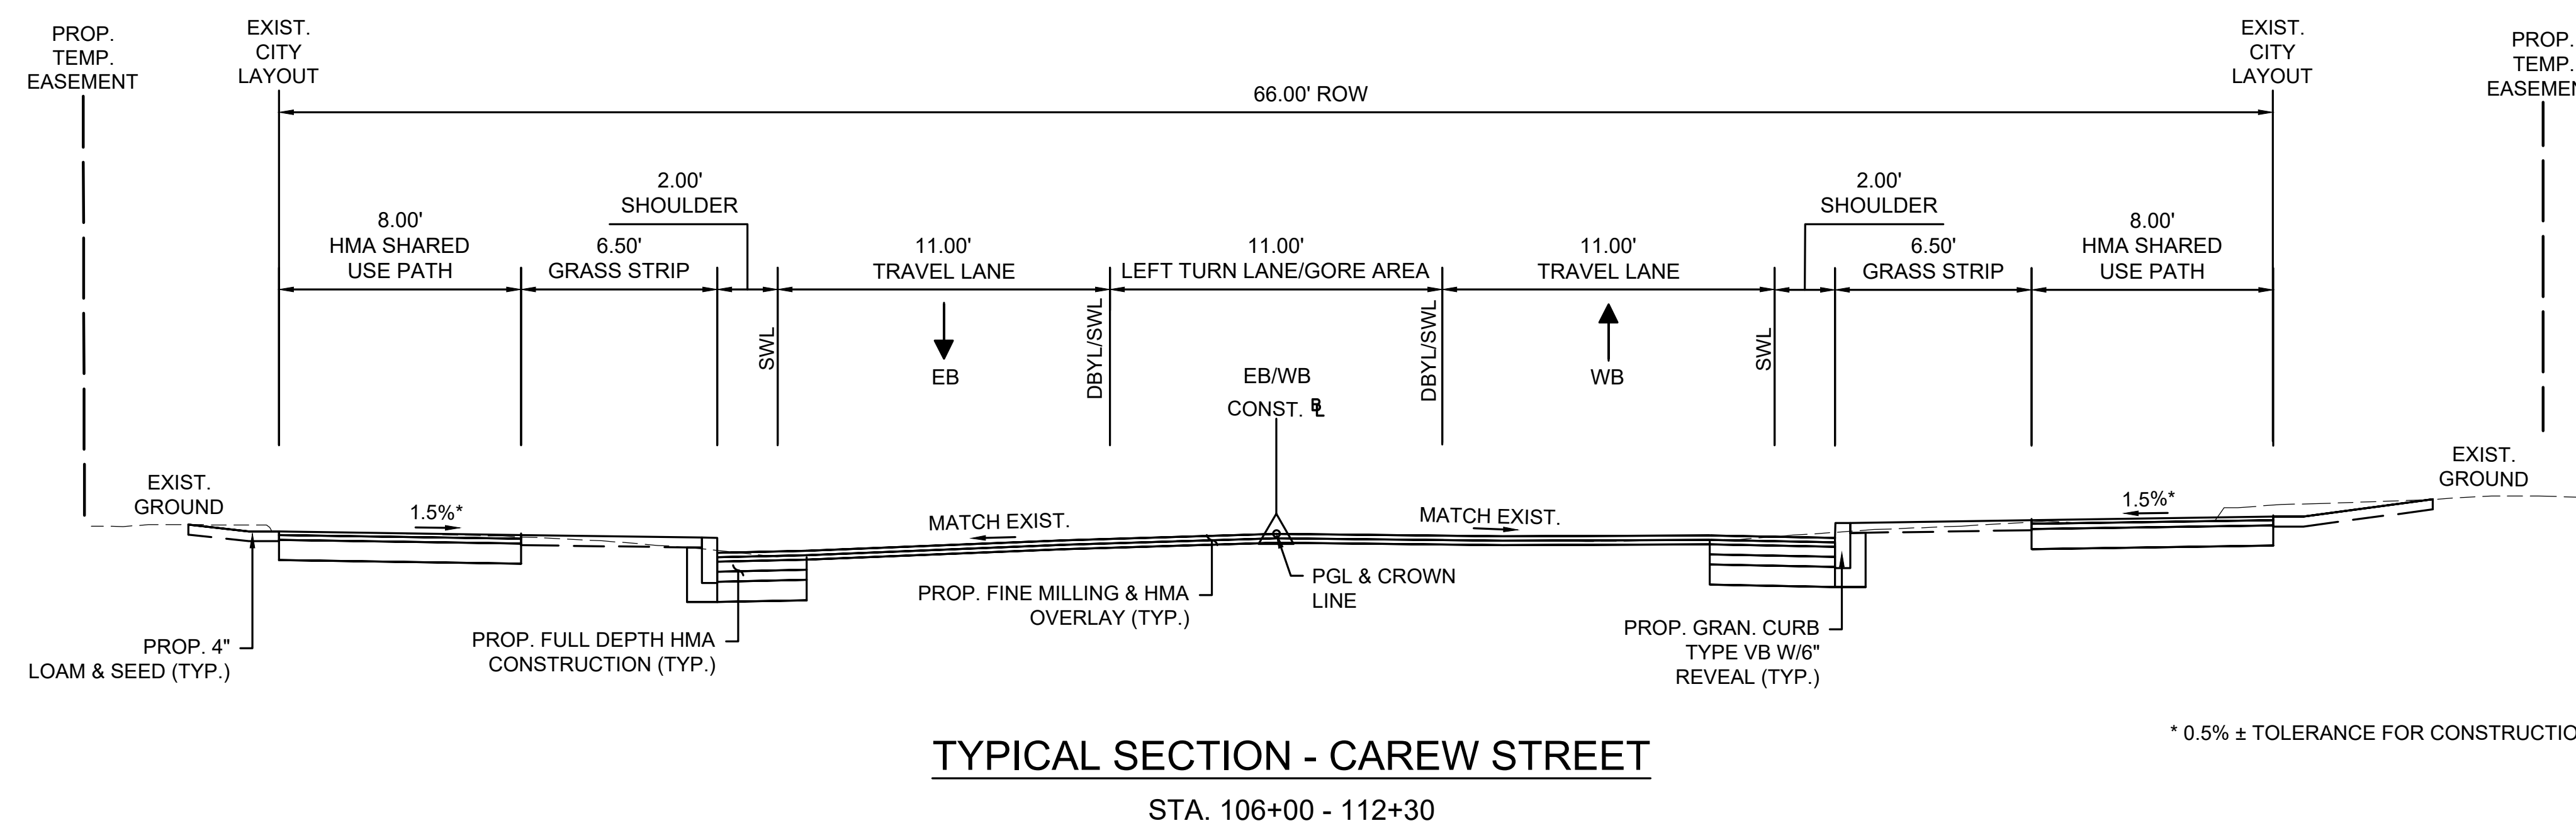 PROP.
TEMP.
EASEMENT
EXIST.
CITY
LAYOUT
EXIST.
CITY
LAYOUT
PROP.
TEMP.
66.00' ROW
8.00'
HMA SHARED
USE PATH
6.50'
GRASS STRIP
2.00'
SHOULDER
11.00'
TRAVEL LANE
11.00'
LEFT TURN LANE/GORE AREA
11.00'
TRAVEL LANE
2.00'
SHOULDER
6.50'
GRASS STRIP
8.00'
HMA SHARED
USE PATH
SWL
EB
DBYL/SWL
EB/WB
CONST.
DBYL/SWL
WB
SWL
EXIST.
GROUND
1.5%*
MATCH EXIST.
MATCH EXIST.
1.5%*
EXIST.
GROUND
PROP. 4"
LOAM & SEED (TYP.)
PROP. FULL DEPTH HMA
CONSTRUCTION (TYP.)
PROP. FINE MILLING & HMA
OVERLAY (TYP.)
PGL & CROWN
LINE
PROP. GRAN. CURB
TYPE VB W/6"
REVEAL (TYP.)
* 0.5% ± TOLERANCE FOR
TYPICAL SECTION - CAREW STREET
STA. 106+00 - 112+30